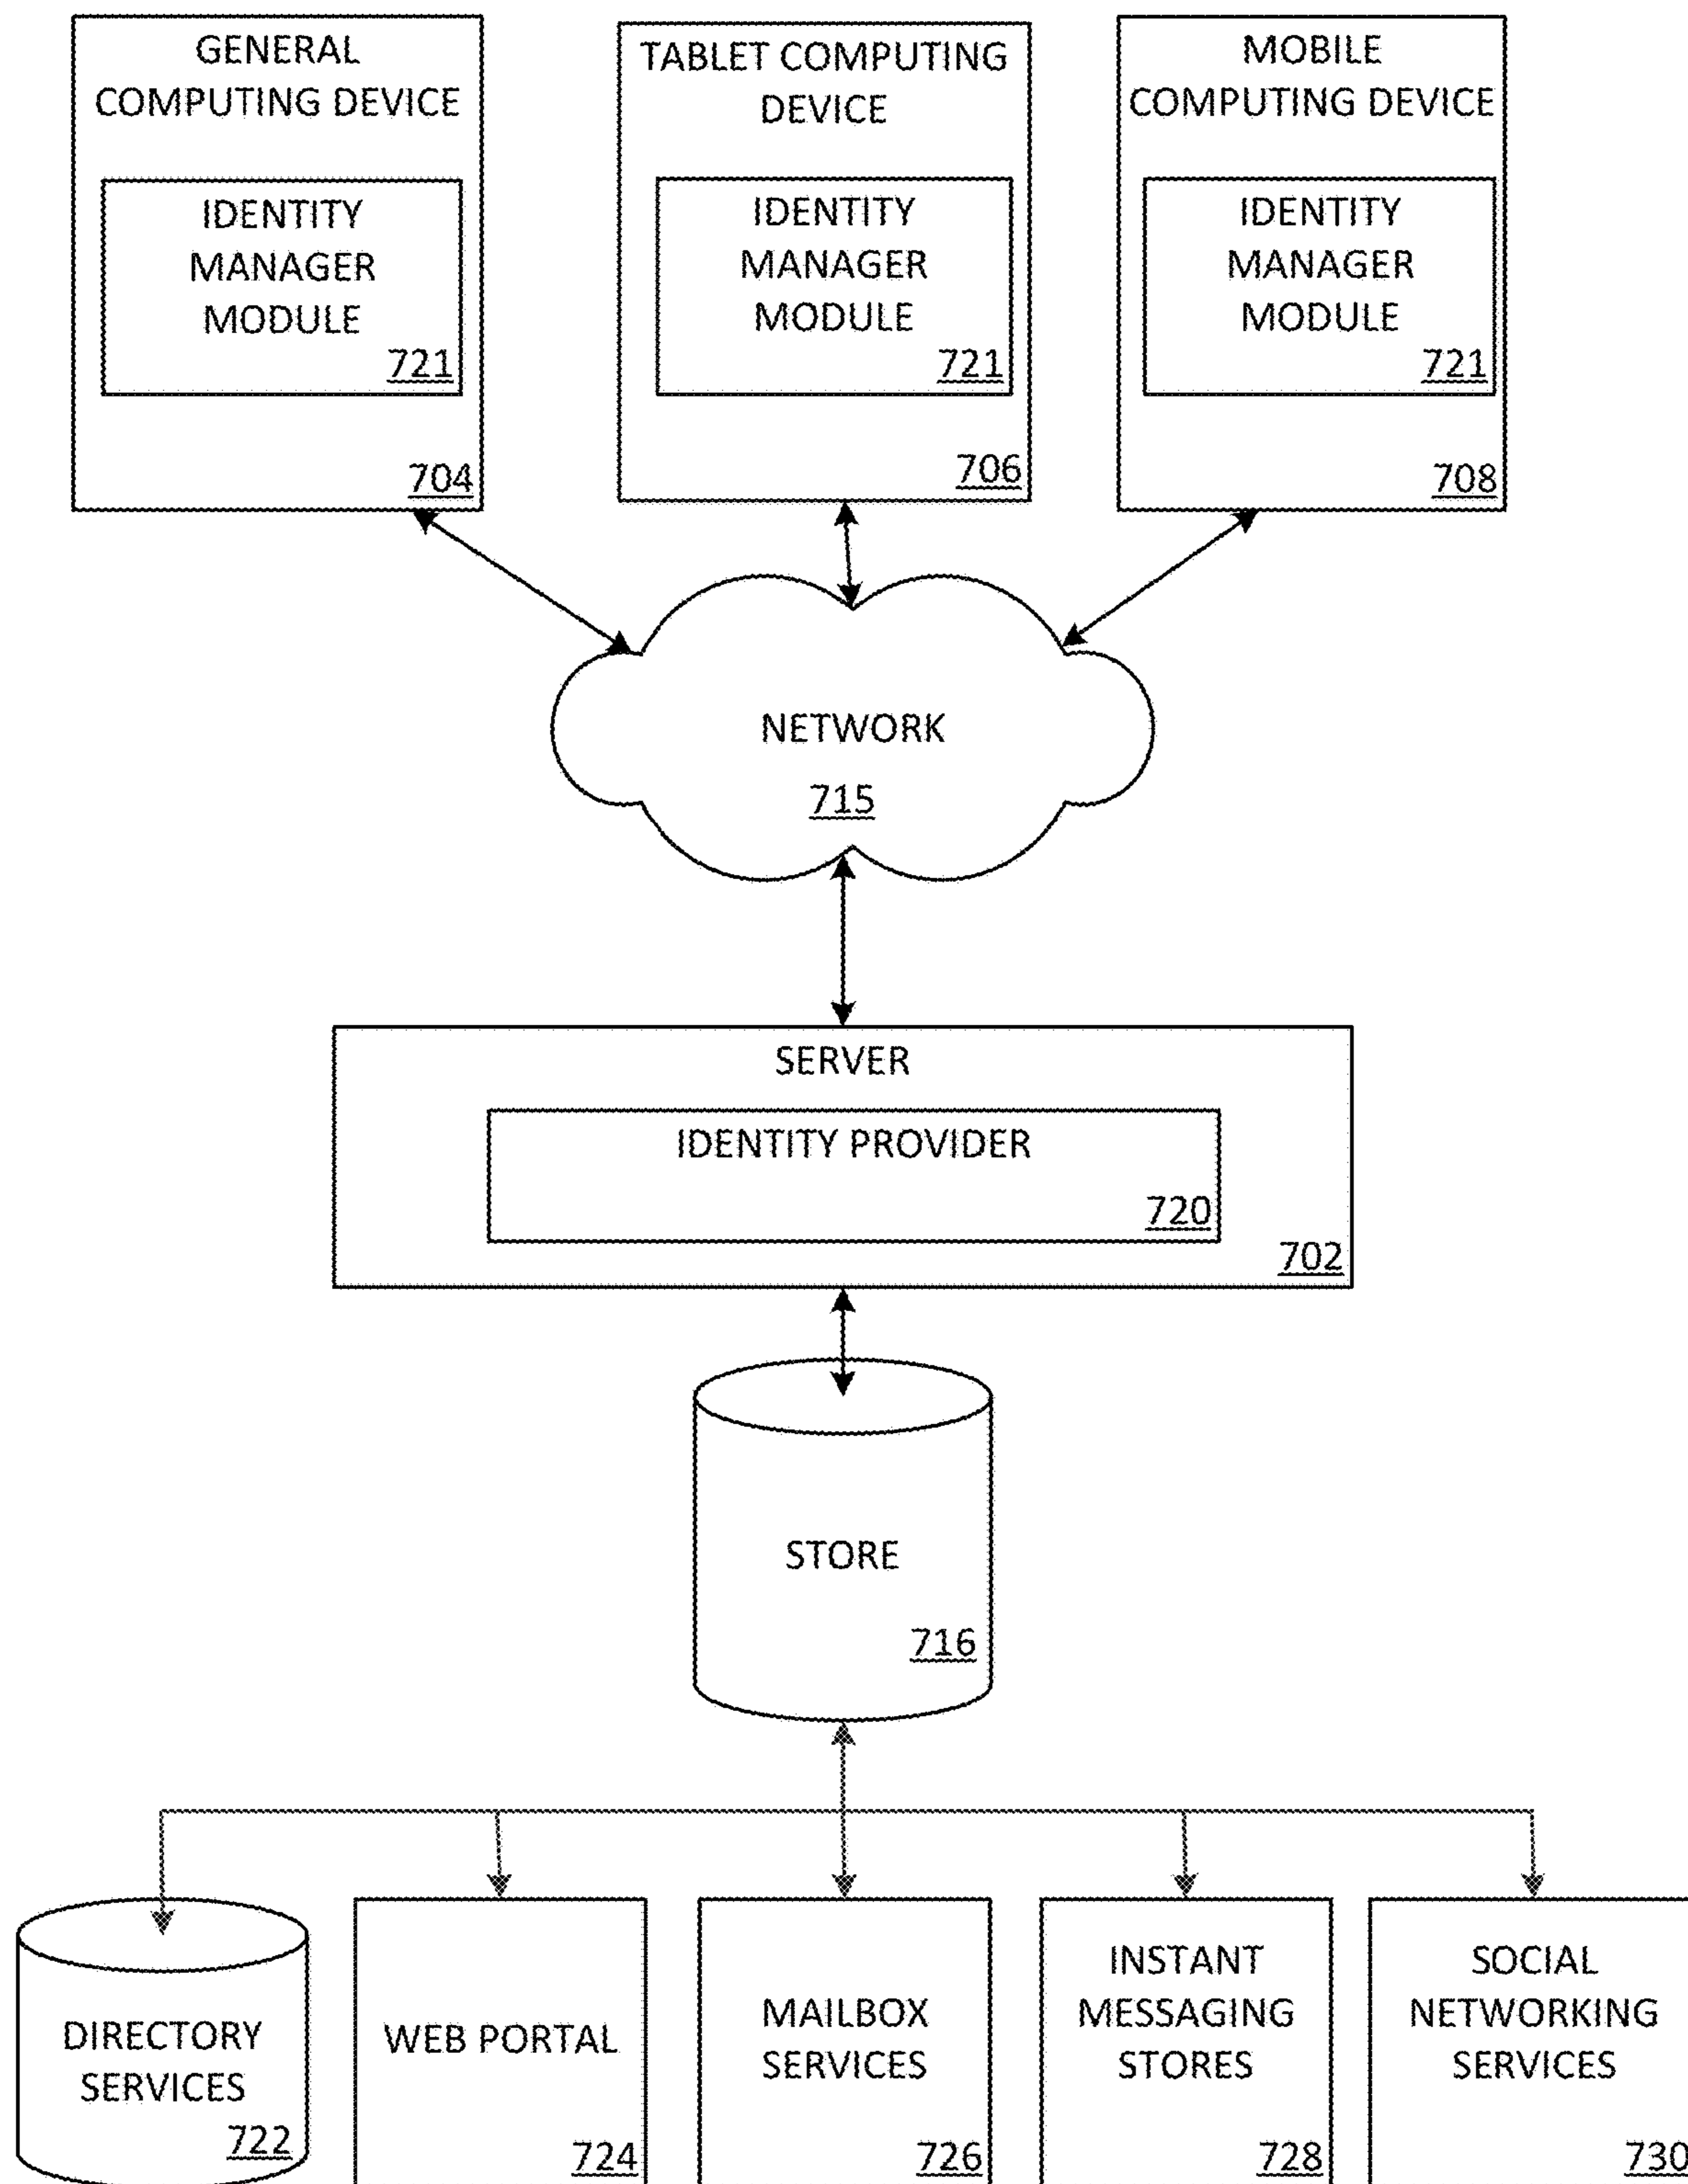 GENERAL
COMPUTING DEVICE
IDENTITY
MANAGER
MODULE
721
704
TABLET COMPUTING
DEVICE
IDENTITY
MANAGER
MODULE
721
706
MOBILE
COMPUTING DEVICE
IDENTITY
MANAGER
MODULE
721
708
NETWORK
715
SERVER
IDENTITY PROVIDER
720
702
STORE
716
DIRECTORY
SERVICES
722
WEB PORTAL
724
MAILBOX
SERVICES
726
INSTANT
MESSAGING
STORES
728
SOCIAL
NETWORKING
SERVICES
730